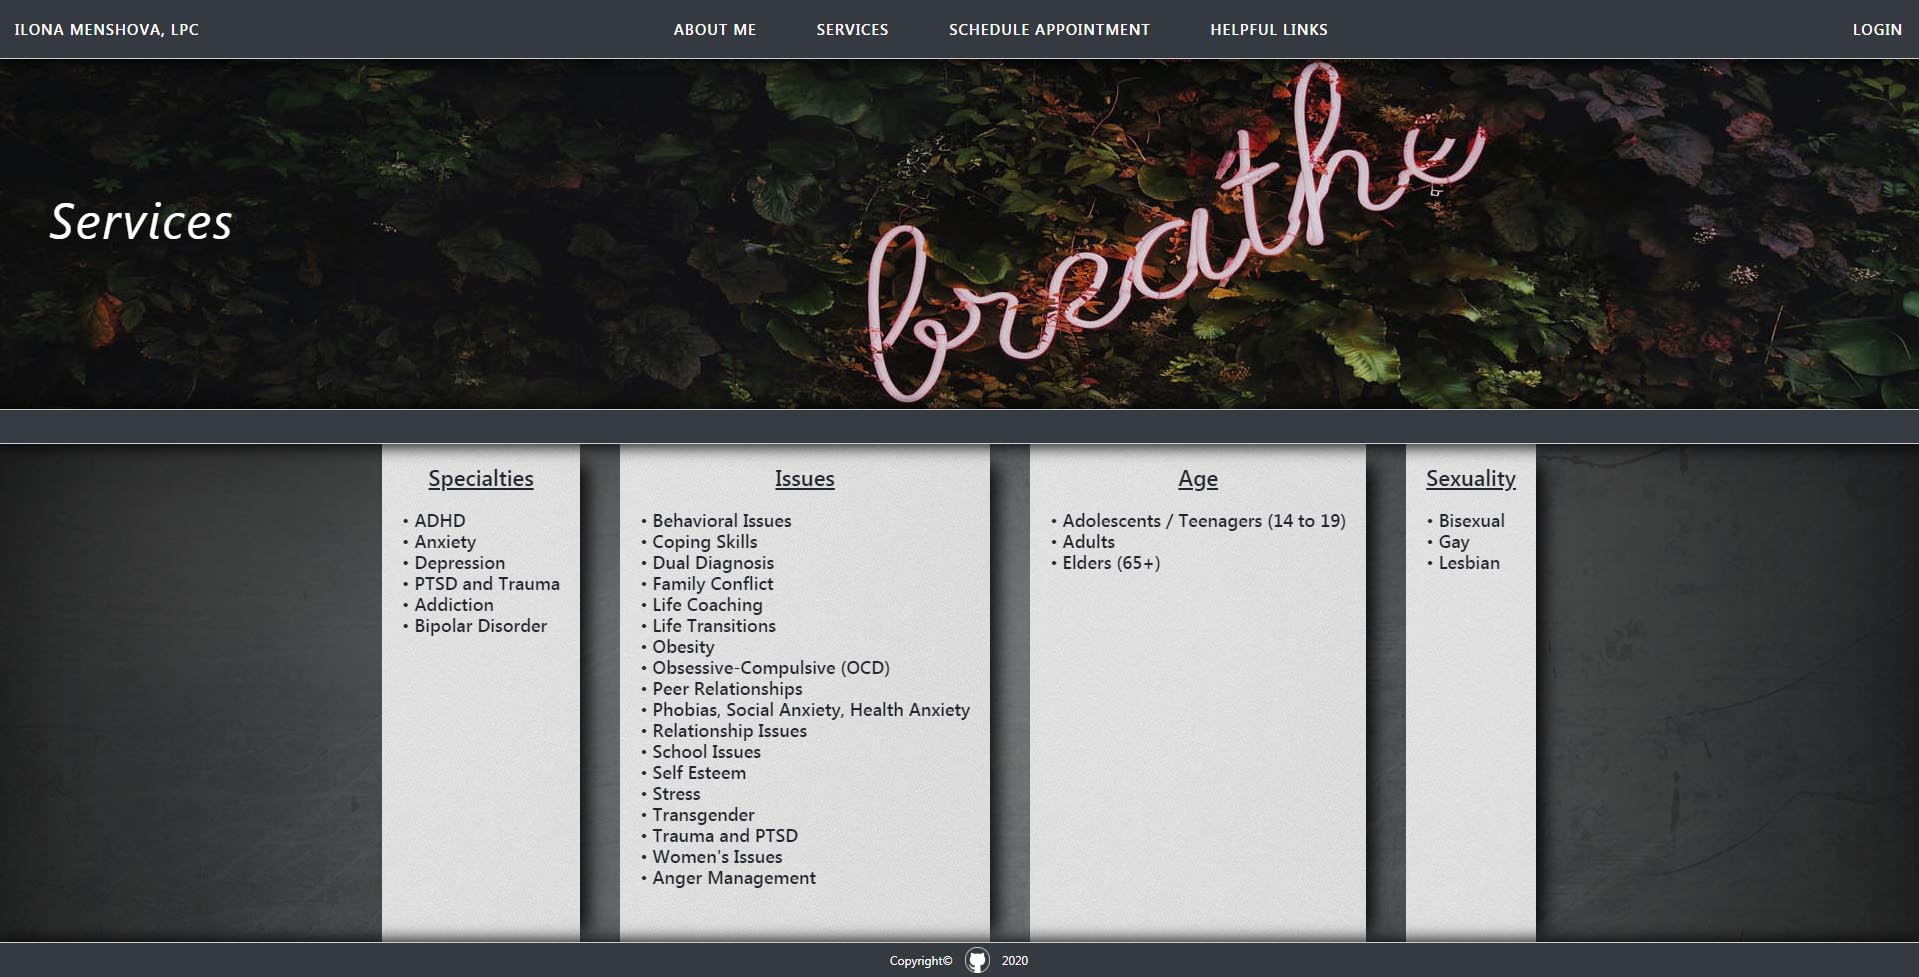 ILONA MENSHOVA, LPC
ABOUT ME
SERVICES
SCHEDULE APPOINTMENT
HELPFUL LINKS
LOGIN
breathe
Services
Specialties
• ADHD
• Anxiety
• Depression
• PTSD and Trauma
• Addiction
• Bipolar Disorder
Issues
• Behavioral Issues
• Coping Skills
• Dual Diagnosis
• Family Conflict
• Life Coaching
• Life Transitions
• Obesity
• Obsessive-Compulsive (OCD)
• Peer Relationships
• Phobias, Social Anxiety, Health Anxiety
• Relationship Issues
• School Issues
• Self Esteem
• Stress
• Transgender
• Trauma and PTSD
• Women's Issues
• Anger Management
Age
• Adolescents / Teenagers (14 to 19)
• Adults
• Elders (65+)
Sexuality
• Bisexual
• Gay
• Lesbian
Copyright© 2020